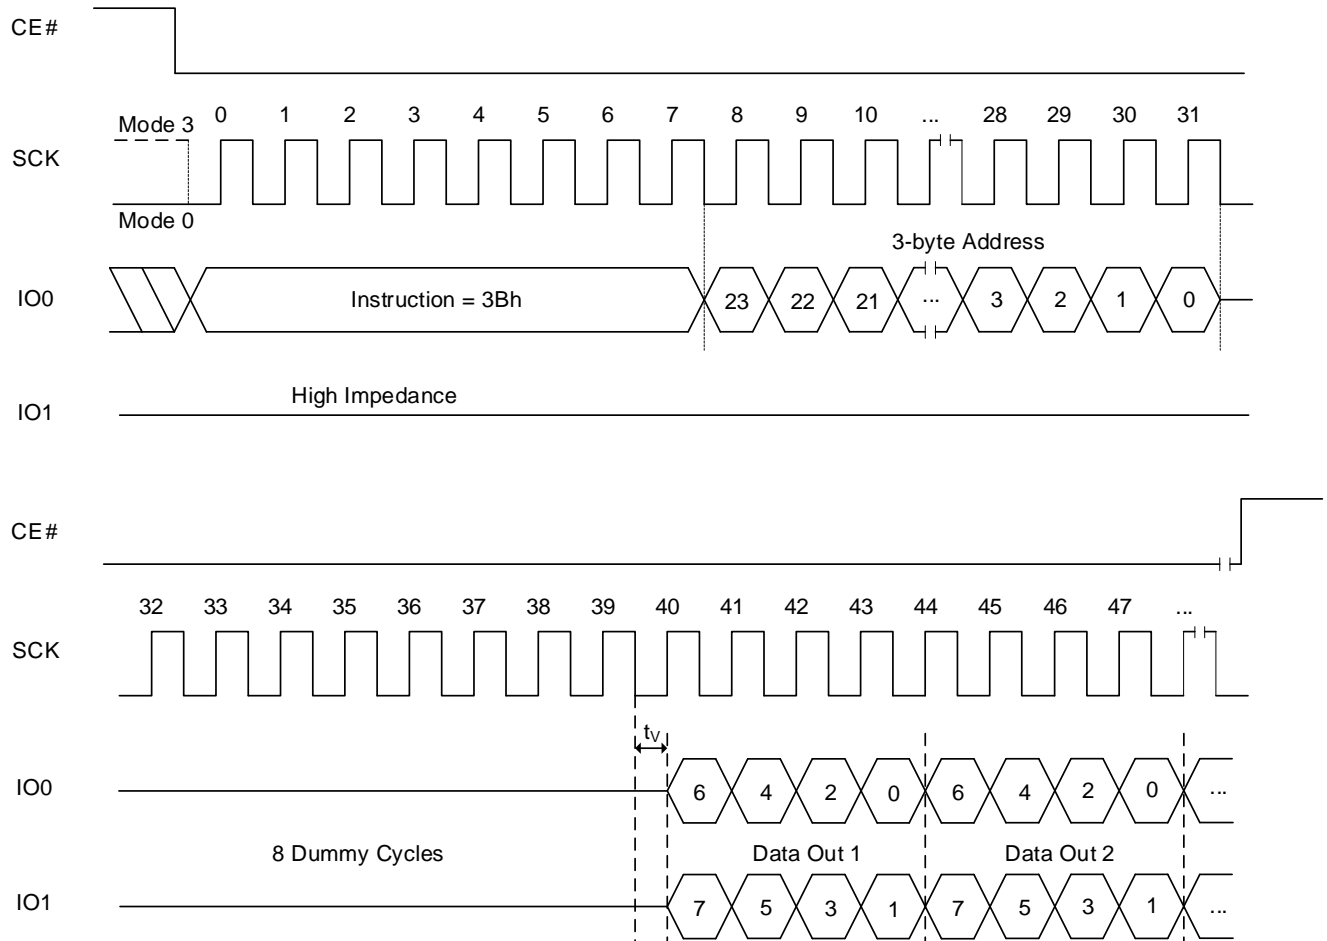 CE#
Mode 3 0 1 2 3 4 5 6 7 8 9 10 ... 28 29 30 31
SCK
Mode 0
3-byte Address
IO0 Instruction = 3Bh 23 22 21 ... 3 2 1 0
High Impedance
IO1
CE#
32 33 34 35 36 37 38 39 40 41 42 43 44 45 46 47 ...
SCK
tV
IO0 6 4 2 0 6 4 2 0 ...
8 Dummy Cycles Data Out 1 Data Out 2
IO1 7 5 3 1 7 5 3 1 ...